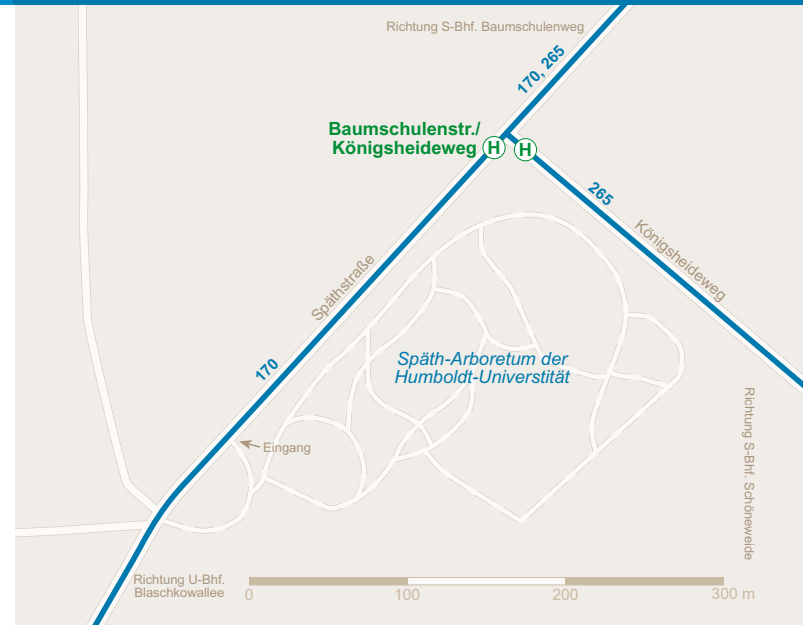 Richtung S-Bhf. Baumschulenweg
170, 265
Baumschulenstr./
Königsheideweg
H
H
265
Königsheideweg
Späthstraße
170
Späth-Arboretum der
Humboldt-Universtität
Eingang
Richtung S-Bhf. Schöneweide
Richtung U-Bhf.
Blaschkowallee
0
100
200
300 m